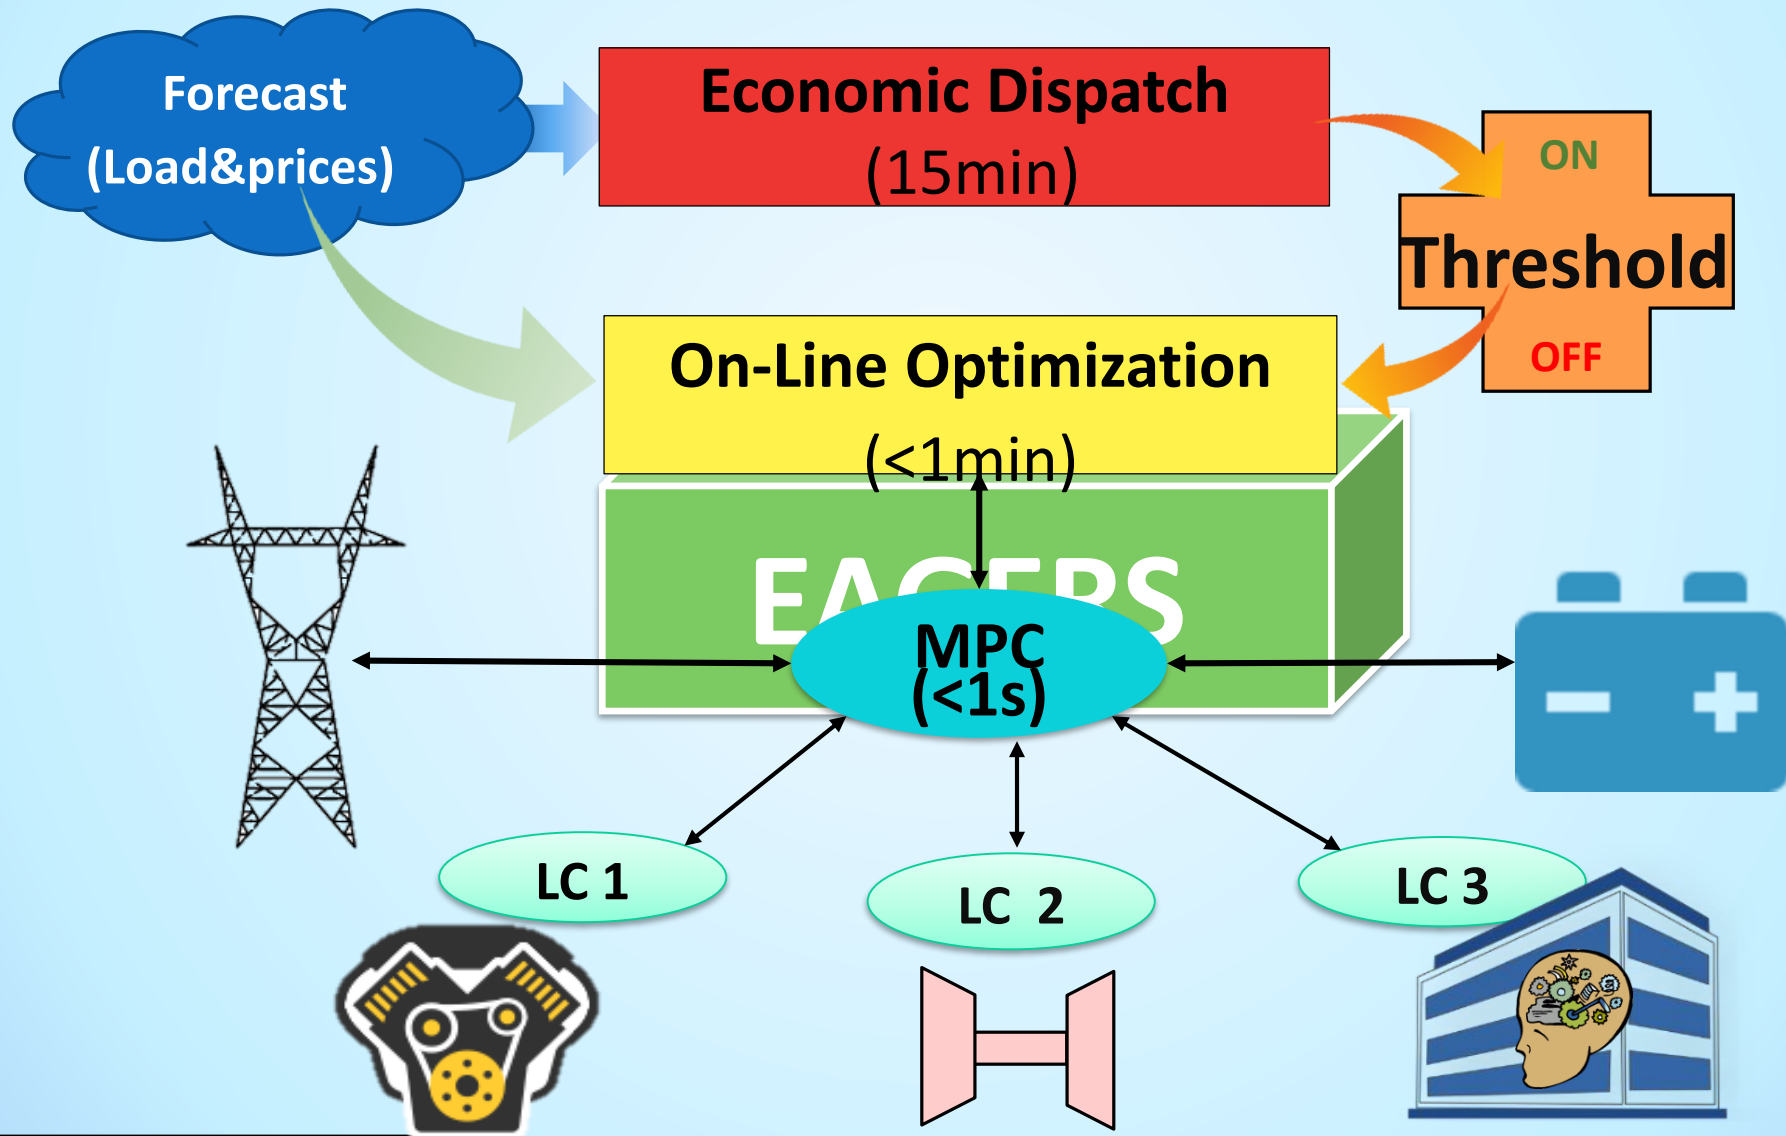 Forecast
(Load&prices)
Economic Dispatch
(15min)
ON
Threshold
OFF
On-Line Optimization
(<1min)
EAGERS
MPC
(<1s)
LC 1
LC 2
LC 3